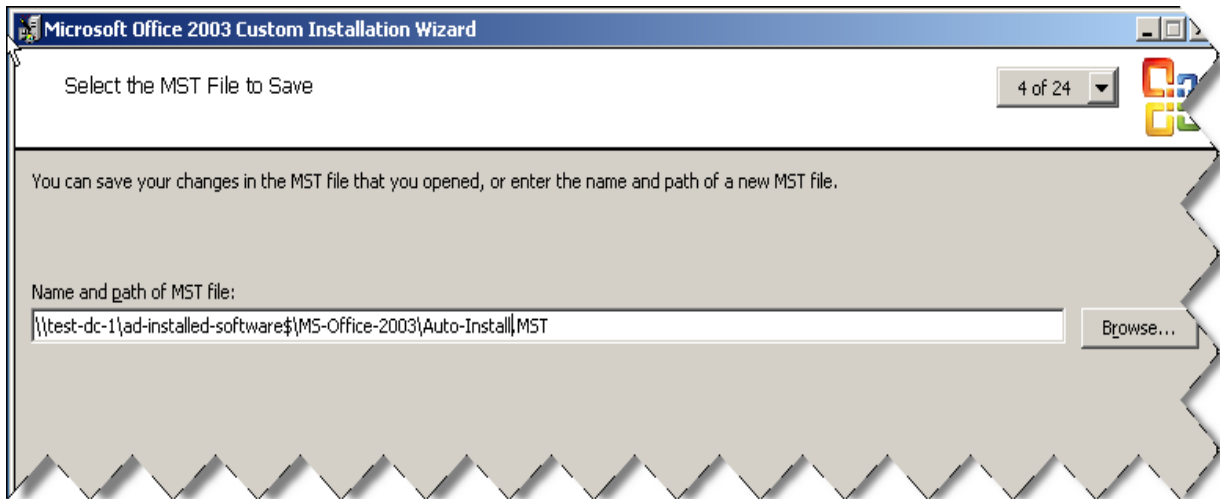 Microsoft Office 2003 Custom Installation Wizard
Select the MST File to Save
4 of 24
You can save your changes in the MST file that you opened, or enter the name and path of a new MST file.
Name and path of MST file:
\\test-dc-1\ad-installed-software$\MS-Office-2003\Auto-Install.MST
Browse...